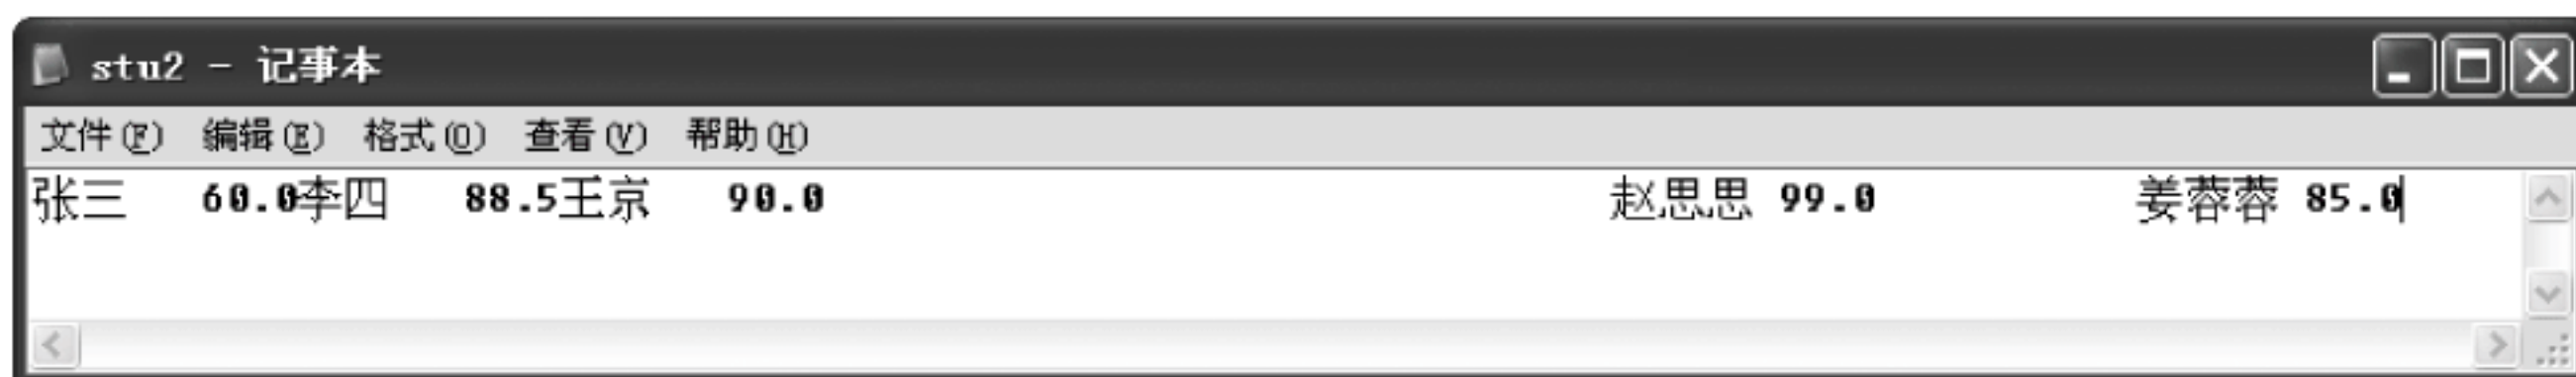 stu2 - 记事本
文件(F) 编辑(E) 格式(O) 查看(V) 帮助(H)
张三   60.0李四   88.5王京   90.0                              赵思思 99.0          姜蓉蓉 85.0